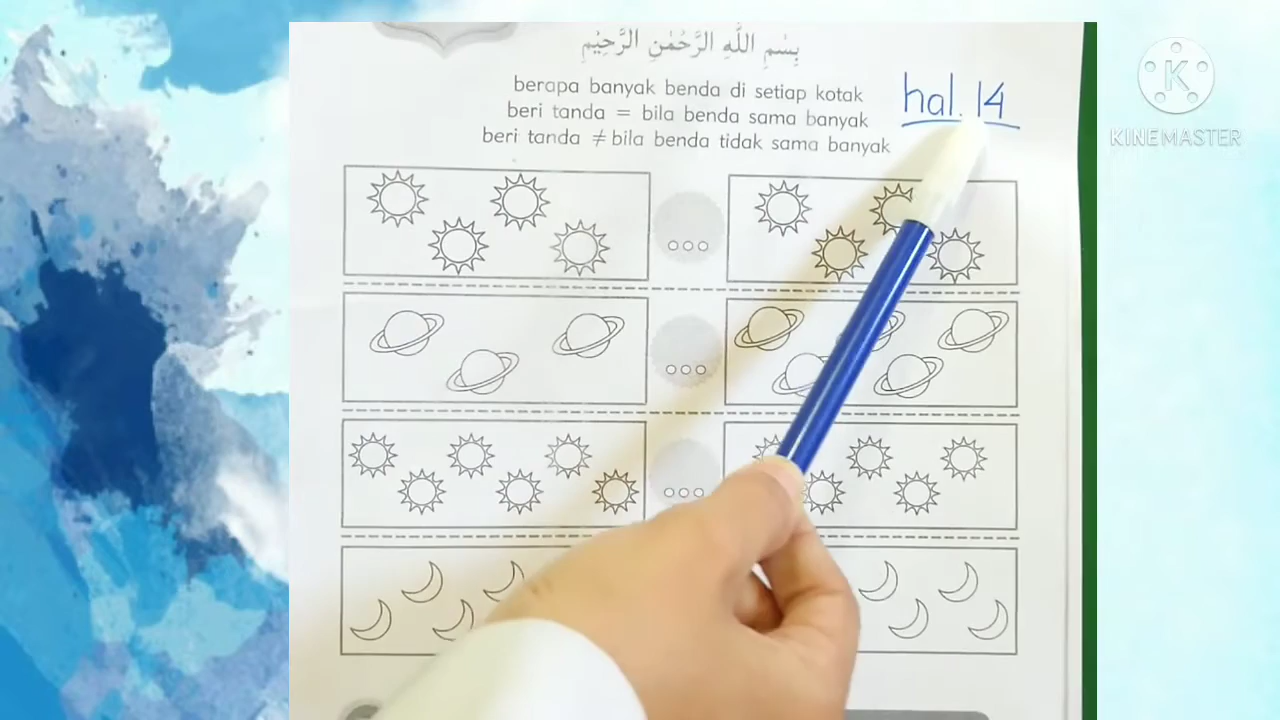 بِسْمِ اللَّهِ الرَّحْمٰنِ الرَّحِيْمِ
berapa banyak benda di setiap kotak
beri tanda = bila benda sama banyak
beri tanda ≠ bila benda tidak sama banyak
hal. 14
K
KINEMASTER